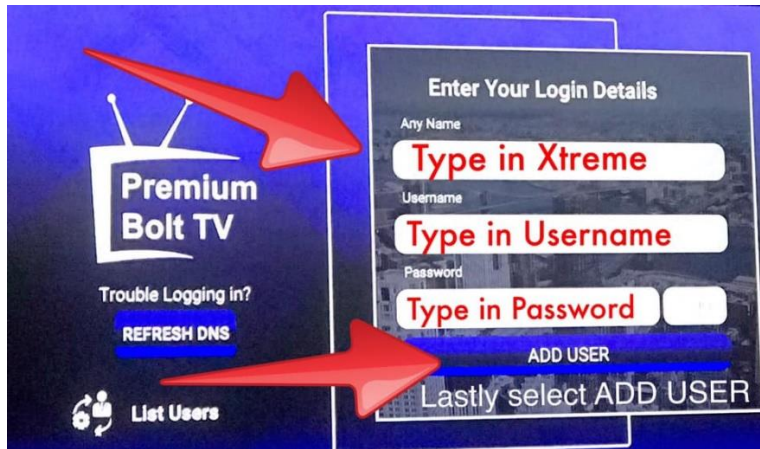 Premium
Bolt TV
Trouble Logging in?
REFRESH DNS
List Users
Enter Your Login Details
Any Name
Type in Xtreme
Username
Type in Username
Password
Type in Password
ADD USER
Lastly select ADD USER